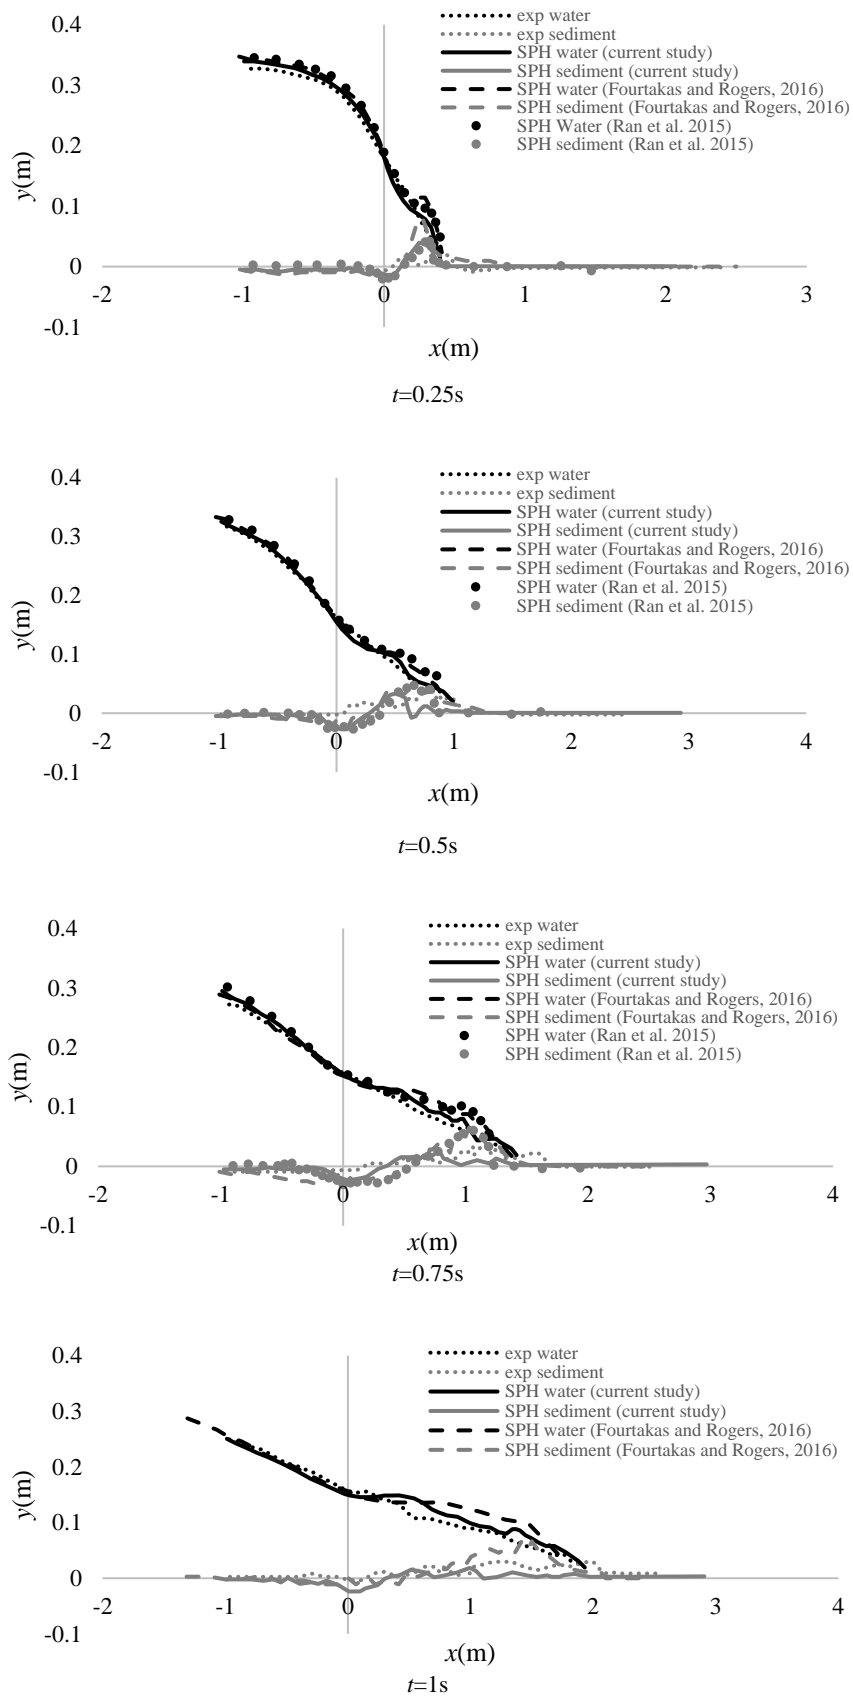 0.4
0.3
0.2
0.1
0
-0.1
-2
-1
0
1
2
3
y(m)
x(m)
exp water
exp sediment
SPH water (current study)
SPH sediment (current study)
SPH water (Fourtakas and Rogers, 2016)
SPH sediment (Fourtakas and Rogers, 2016)
SPH Water (Ran et al. 2015)
SPH sediment (Ran et al. 2015)
t=0.25s
0.4
0.3
0.2
0.1
0
-0.1
-2
-1
0
1
2
3
4
y(m)
x(m)
exp water
exp sediment
SPH water (current study)
SPH sediment (current study)
SPH water (Fourtakas and Rogers, 2016)
SPH sediment (Fourtakas and Rogers, 2016)
SPH water (Ran et al. 2015)
SPH sediment (Ran et al. 2015)
t=0.5s
0.4
0.3
0.2
0.1
0
-0.1
-2
-1
0
1
2
3
4
y(m)
x(m)
exp water
exp sediment
SPH water (current study)
SPH sediment (current study)
SPH water (Fourtakas and Rogers, 2016)
SPH sediment (Fourtakas and Rogers, 2016)
SPH water (Ran et al. 2015)
SPH sediment (Ran et al. 2015)
t=0.75s
0.4
0.3
0.2
0.1
0
-0.1
-2
-1
0
1
2
3
4
y(m)
x(m)
exp water
exp sediment
SPH water (current study)
SPH sediment (current study)
SPH water (Fourtakas and Rogers, 2016)
SPH sediment (Fourtakas and Rogers, 2016)
t=1s